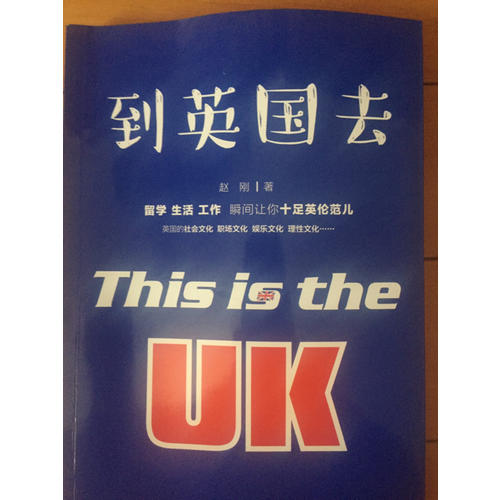 到英国去
赵 刚 | 著
留学 生活 工作 瞬间让你十足英伦范儿
英国的社会文化 职场文化 娱乐文化 理性文化……
This is the
UK